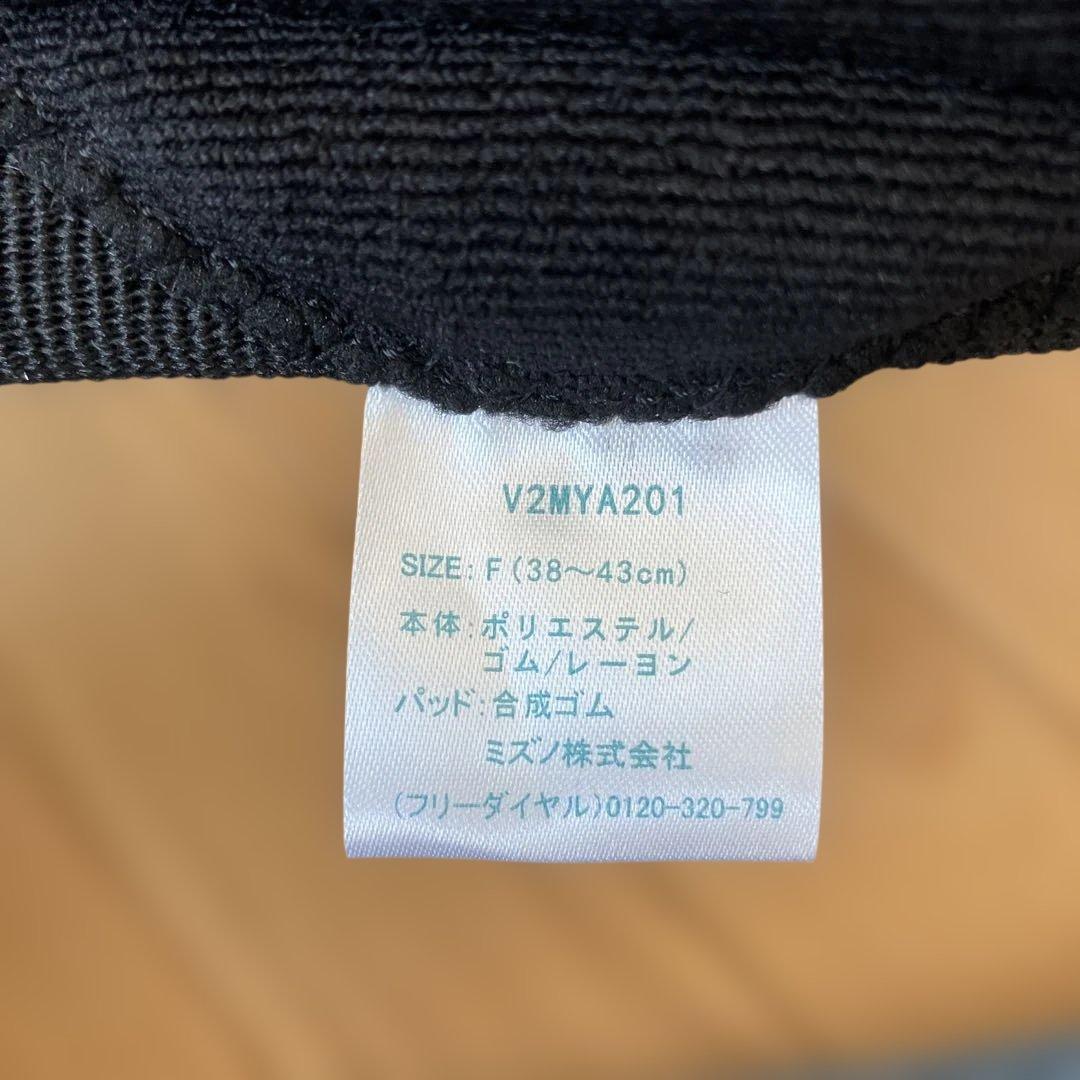 V2MYA201
SIZE: F(38〜43cm)
本体:ポリエステル/
ゴム/レーヨン
パッド:合成ゴム
ミズノ株式会社
(フリーダイヤル)0120-320-799